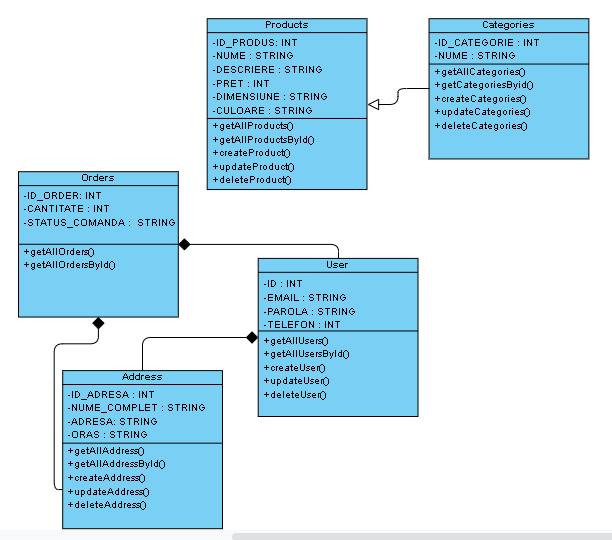 Products
-ID_PRODUS: INT
-NUME : STRING
-DESCRIERE : STRING
-PRET : INT
-DIMENSIUNE : STRING
-CULOARE : STRING
+getAllProducts()
+getAllProductsById()
+createProduct()
+updateProduct()
+deleteProduct()
Categories
-ID_CATEGORIE : INT
-NUME : STRING
+getAllCategories()
+getCategoriesByid()
+createCategories()
+updateCategories()
+deleteCategories()
Orders
-ID_ORDER: INT
-CANTITATE : INT
-STATUS_COMANDA : STRING
+getAllOrders()
+getAllOrdersById()
User
-ID : INT
-EMAIL : STRING
-PAROLA : STRING
-TELEFON : INT
+getAllUsers()
+getAllUsersById()
+createUser()
+updateUser()
+deleteUser()
Address
-ID_ADRESA : INT
-NUME_COMPLET : STRING
-ADRESA: STRING
-ORAS : STRING
+getAllAddress()
+getAllAddressById()
+createAddress()
+updateAddress()
+deleteAddress()